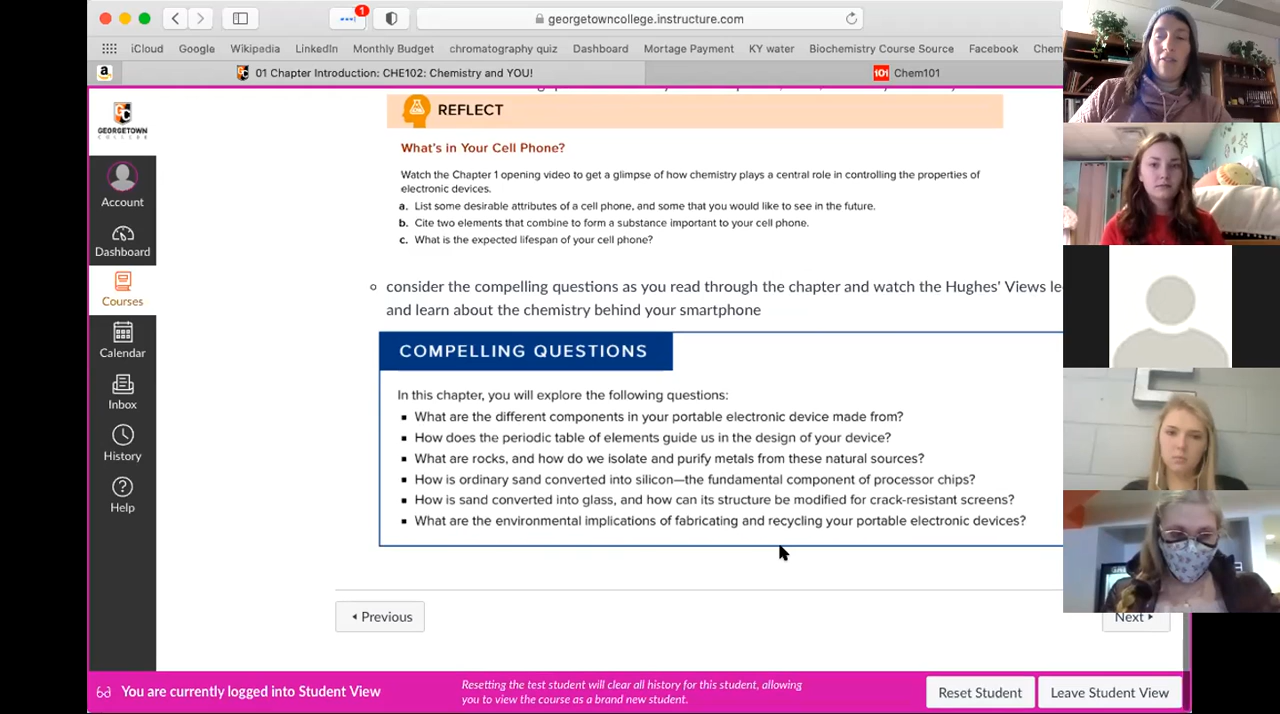 1
georgetowncollege.instructure.com
iCloud Google Wikipedia LinkedIn Monthly Budget chromatography quiz Dashboard Mortage Payment KY water Biochemistry Course Source Facebook Chem
01 Chapter Introduction: CHE102: Chemistry and YOU!
101 Chem101
GEORGETOWN
COLLEGE
Account
Dashboard
Courses
Calendar
Inbox
History
Help
REFLECT
What's in Your Cell Phone?
Watch the Chapter 1 opening video to get a glimpse of how chemistry plays a central role in controlling the properties of
electronic devices.
a. List some desirable attributes of a cell phone, and some that you would like to see in the future.
b. Cite two elements that combine to form a substance important to your cell phone.
c. What is the expected lifespan of your cell phone?
consider the compelling questions as you read through the chapter and watch the Hughes' Views le
and learn about the chemistry behind your smartphone
COMPELLING QUESTIONS
In this chapter, you will explore the following questions:
What are the different components in your portable electronic device made from?
How does the periodic table of elements guide us in the design of your device?
What are rocks, and how do we isolate and purify metals from these natural sources?
How is ordinary sand converted into silicon—the fundamental component of processor chips?
How is sand converted into glass, and how can its structure be modified for crack-resistant screens?
What are the environmental implications of fabricating and recycling your portable electronic devices?
Previous
Next
You are currently logged into Student View
Resetting the test student will clear all history for this student, allowing
you to view the course as a brand new student.
Reset Student
Leave Student View